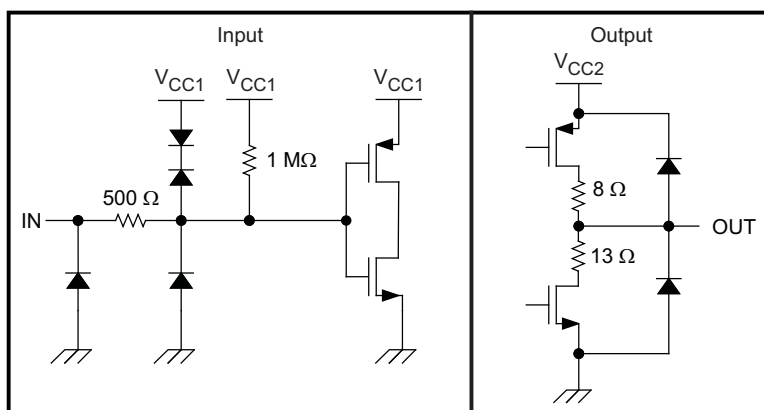 Input
Output
VCC1
VCC1
VCC1
VCC2
1 MΩ
500 Ω
8 Ω
IN
OUT
13 Ω